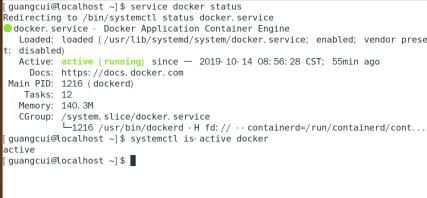 [guangcui@localhost ~]$ service docker status
Redirecting to /bin/systemctl status docker.service
● docker.service - Docker Application Container Engine
Loaded: loaded (/usr/lib/systemd/system/docker.service; enabled; vendor prese
t: disabled)
Active: active (running) since 一 2019-10-14 08:56:28 CST; 55min ago
Docs: https://docs.docker.com
Main PID: 1216 (dockerd)
Tasks: 12
Memory: 140.3M
CGroup: /system.slice/docker.service
└─1216 /usr/bin/dockerd -H fd:// --containerd=/run/containerd/cont...
[guangcui@localhost ~]$ systemctl is-active docker
active
[guangcui@localhost ~]$